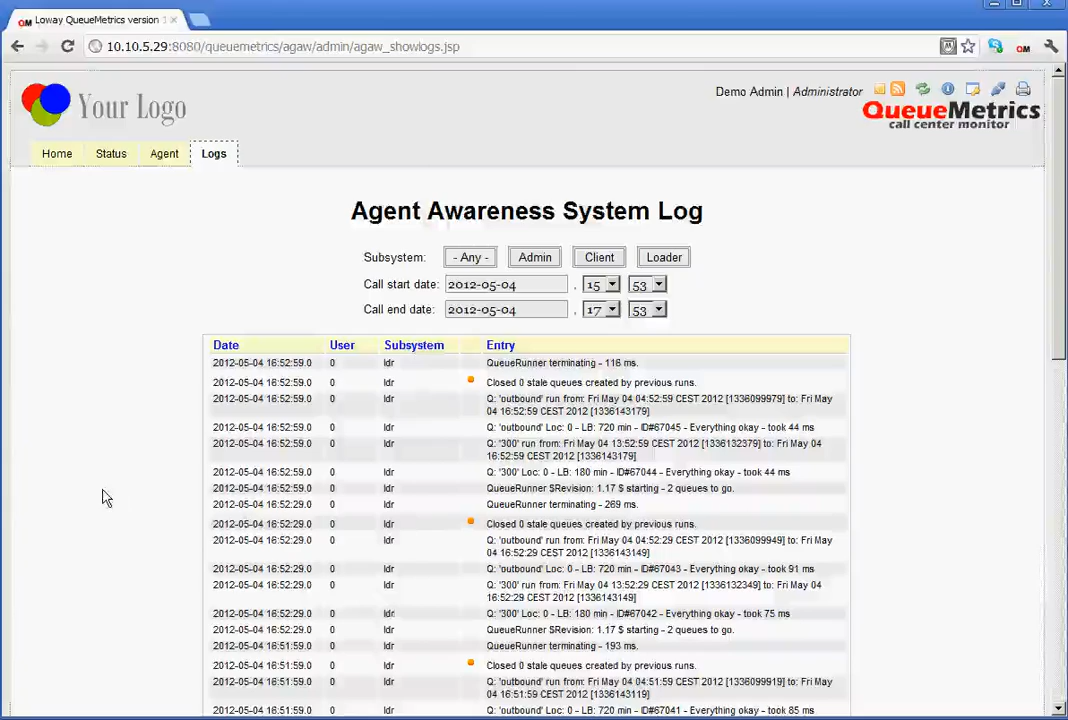 Loway QueueMetrics version 1
10.10.5.29:8080/queuemetrics/agaw/admin/agaw_showlogs.jsp
Your Logo
Demo Admin | Administrator
QueueMetrics
call center monitor
Home Status Agent Logs
Agent Awareness System Log
Subsystem: - Any - Admin Client Loader
Call start date: 2012-05-04 . 15 53
Call end date: 2012-05-04 . 17 53
Date User Subsystem Entry
2012-05-04 16:52:59.0 0 ldr QueueRunner terminating - 116 ms.
2012-05-04 16:52:59.0 0 ldr Closed 0 stale queues created by previous runs.
2012-05-04 16:52:59.0 0 ldr Q: 'outbound' run from: Fri May 04 04:52:59 CEST 2012 [1336099979] to: Fri May
04 16:52:59 CEST 2012 [1336143179]
2012-05-04 16:52:59.0 0 ldr Q: 'outbound' Loc: 0 - LB: 720 min - ID#67045 - Everything okay - took 44 ms
2012-05-04 16:52:59.0 0 ldr Q: '300' run from: Fri May 04 13:52:59 CEST 2012 [1336132379] to: Fri May 04
16:52:59 CEST 2012 [1336143179]
2012-05-04 16:52:59.0 0 ldr Q: '300' Loc: 0 - LB: 180 min - ID#67044 - Everything okay - took 44 ms
2012-05-04 16:52:59.0 0 ldr QueueRunner $Revision: 1.17 $ starting - 2 queues to go.
2012-05-04 16:52:29.0 0 ldr QueueRunner terminating - 269 ms.
2012-05-04 16:52:29.0 0 ldr Closed 0 stale queues created by previous runs.
2012-05-04 16:52:29.0 0 ldr Q: 'outbound' run from: Fri May 04 04:52:29 CEST 2012 [1336099949] to: Fri May
04 16:52:29 CEST 2012 [1336143149]
2012-05-04 16:52:29.0 0 ldr Q: 'outbound' Loc: 0 - LB: 720 min - ID#67043 - Everything okay - took 91 ms
2012-05-04 16:52:29.0 0 ldr Q: '300' run from: Fri May 04 13:52:29 CEST 2012 [1336132349] to: Fri May 04
16:52:29 CEST 2012 [1336143149]
2012-05-04 16:52:29.0 0 ldr Q: '300' Loc: 0 - LB: 180 min - ID#67042 - Everything okay - took 75 ms
2012-05-04 16:52:29.0 0 ldr QueueRunner $Revision: 1.17 $ starting - 2 queues to go.
2012-05-04 16:51:59.0 0 ldr QueueRunner terminating - 193 ms.
2012-05-04 16:51:59.0 0 ldr Closed 0 stale queues created by previous runs.
2012-05-04 16:51:59.0 0 ldr Q: 'outbound' run from: Fri May 04 04:51:59 CEST 2012 [1336099919] to: Fri May
04 16:51:59 CEST 2012 [1336143119]
2012-05-04 16:51:59.0 0 ldr Q: 'outbound' Loc: 0 - LB: 720 min - ID#67041 - Everything okay - took 85 ms